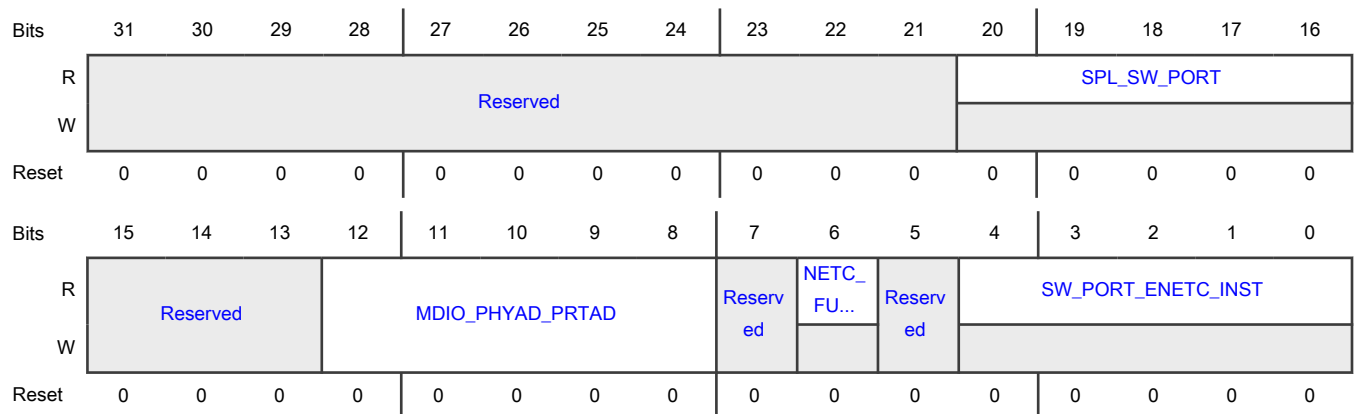 Bits 31 30 29 28 27 26 25 24 23 22 21 20 19 18 17 16
R SPL_SW_PORT
Reserved
W
Reset 0 0 0 0 0 0 0 0 0 0 0 0 0 0 0 0
Bits 15 14 13 12 11 10 9 8 7 6 5 4 3 2 1 0
R Reserved MDIO_PHYAD_PRTAD Reserv NETC_ Reserv SW_PORT_ENETC_INST
ed FU... ed
W
Reset 0 0 0 0 0 0 0 0 0 0 0 0 0 0 0 0